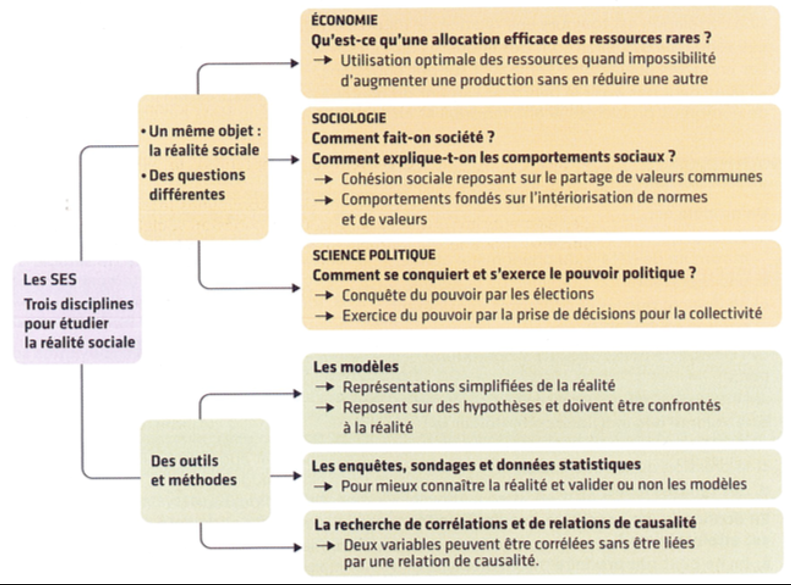 ÉCONOMIE
Qu'est-ce qu'une allocation efficace des ressources rares ?
→ Utilisation optimale des ressources quand impossibilité
d'augmenter une production sans en réduire une autre
• Un même objet :
la réalité sociale
• Des questions
différentes
SOCIOLOGIE
Comment fait-on société ?
Comment explique-t-on les comportements sociaux ?
→ Cohésion sociale reposant sur le partage de valeurs communes
→ Comportements fondés sur l'intériorisation de normes
et de valeurs
SCIENCE POLITIQUE
Comment se conquiert et s'exerce le pouvoir politique ?
→ Conquête du pouvoir par les élections
→ Exercice du pouvoir par la prise de décisions pour la collectivité
Les SES
Trois disciplines
pour étudier
la réalité sociale
Les modèles
→ Représentations simplifiées de la réalité
→ Reposent sur des hypothèses et doivent être confrontés
à la réalité
Des outils
et méthodes
Les enquêtes, sondages et données statistiques
→ Pour mieux connaître la réalité et valider ou non les modèles
La recherche de corrélations et de relations de causalité
→ Deux variables peuvent être corrélées sans être liées
par une relation de causalité.